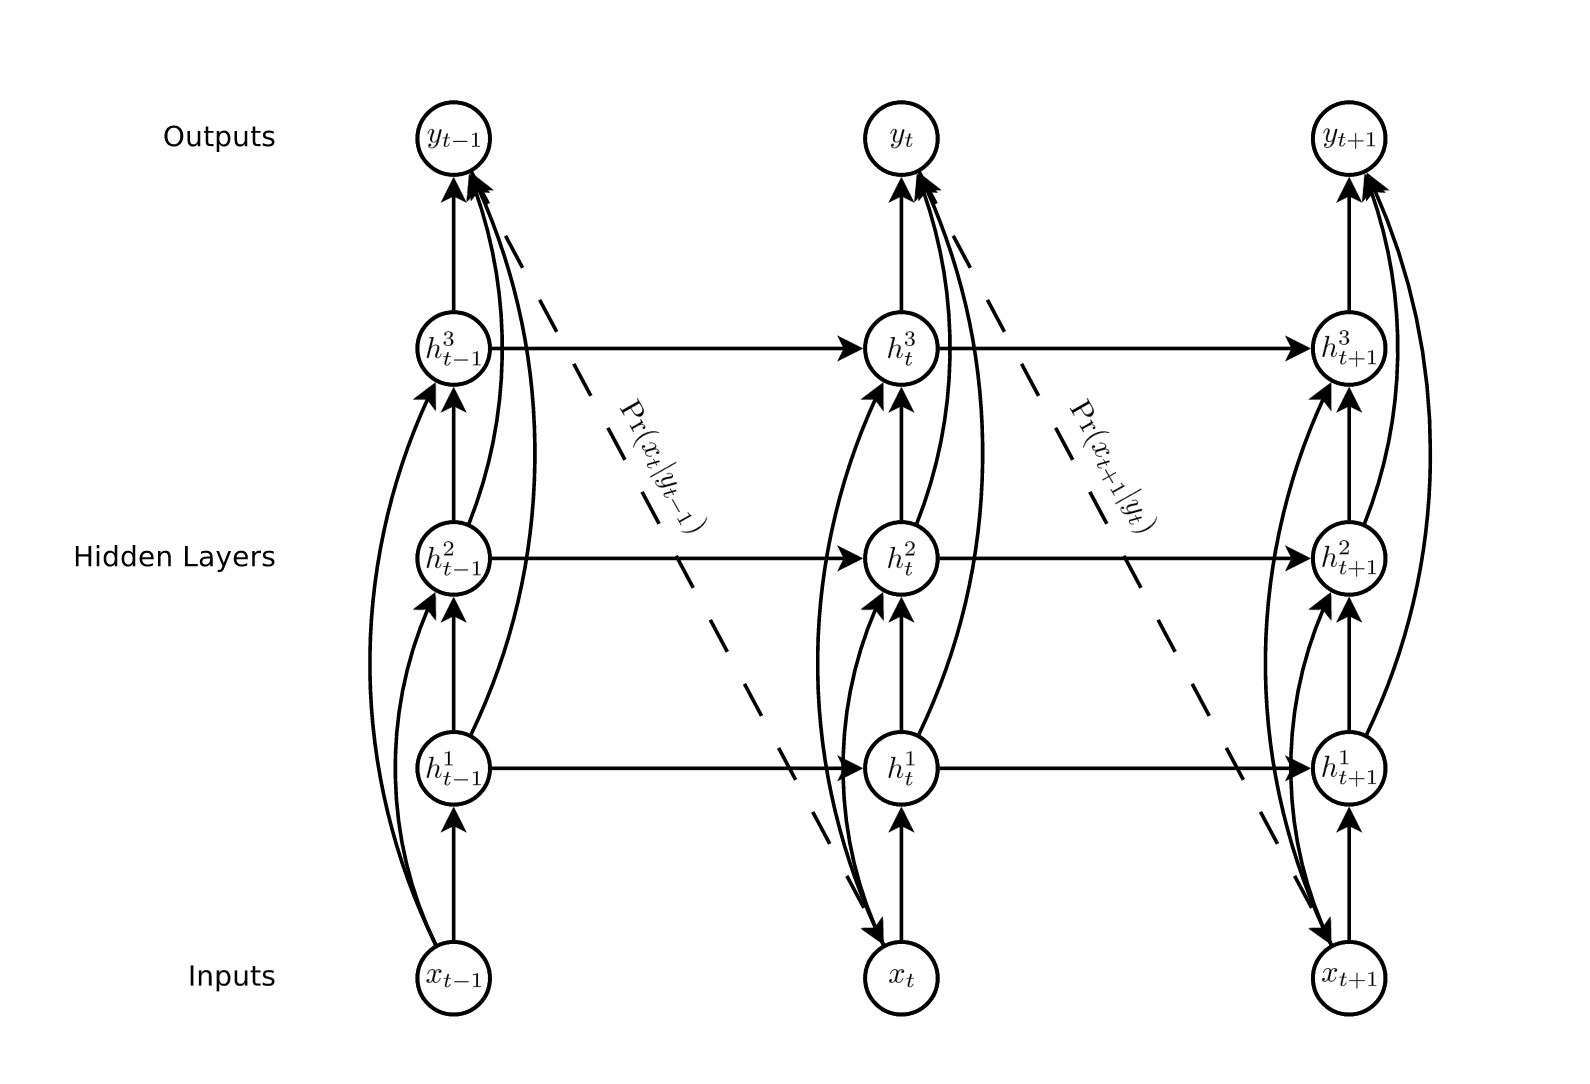 Outputs
y_{t-1}
y_t
y_{t+1}
h^3_{t-1}
h^3_t
h^3_{t+1}
Pr(x_t|y_{t-1})
Pr(x_{t+1}|y_t)
Hidden Layers
h^2_{t-1}
h^2_t
h^2_{t+1}
h^1_{t-1}
h^1_t
h^1_{t+1}
Inputs
x_{t-1}
x_t
x_{t+1}